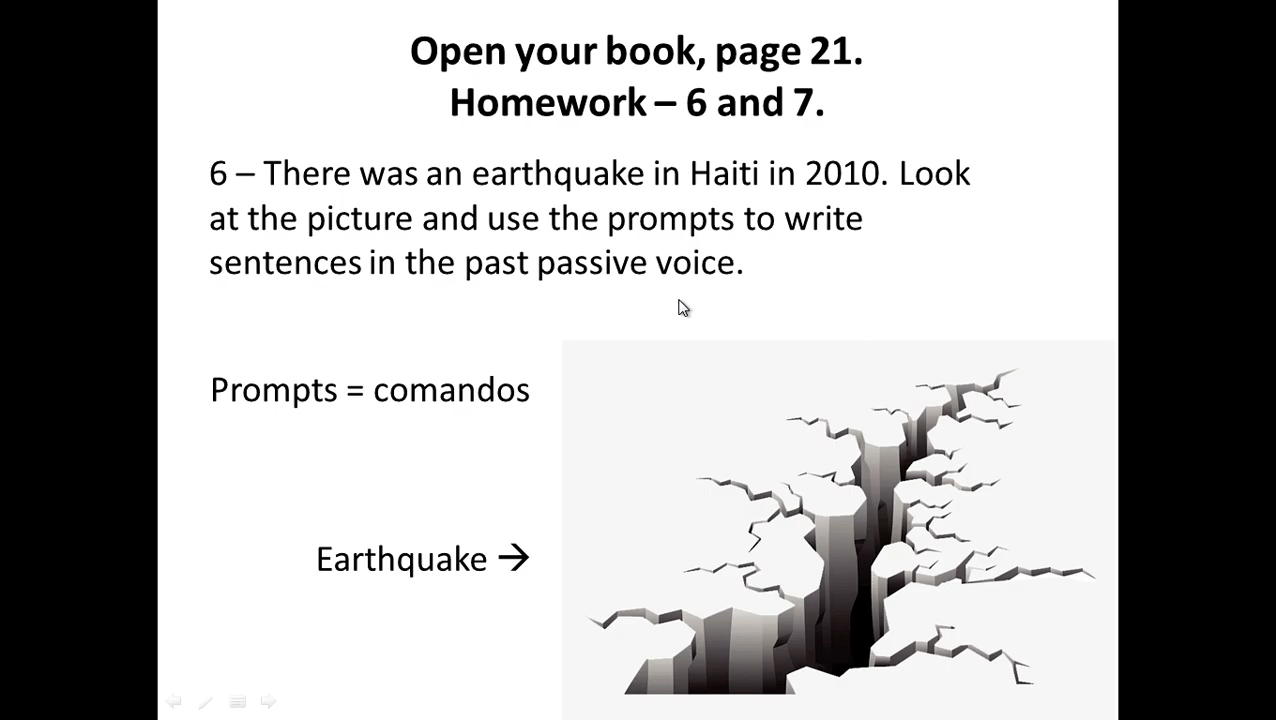 Open your book, page 21.
Homework – 6 and 7.
6 – There was an earthquake in Haiti in 2010. Look
at the picture and use the prompts to write
sentences in the past passive voice.
Prompts = comandos
Earthquake →